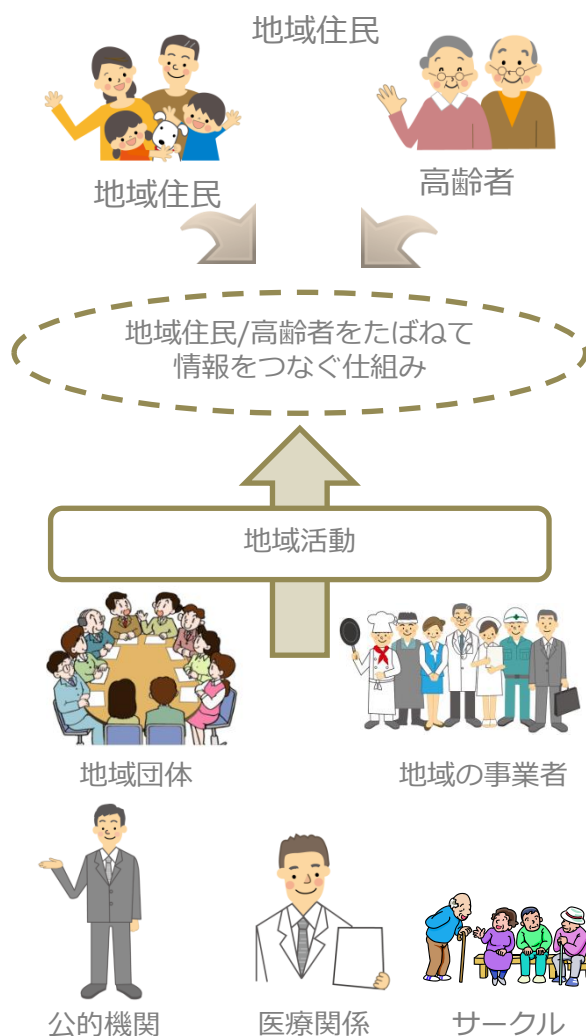 地域住民
地域住民
高齢者
地域住民/高齢者をたばねて
情報をつなぐ仕組み
地域活動
地域団体
地域の事業者
公的機関
医療関係
サークル